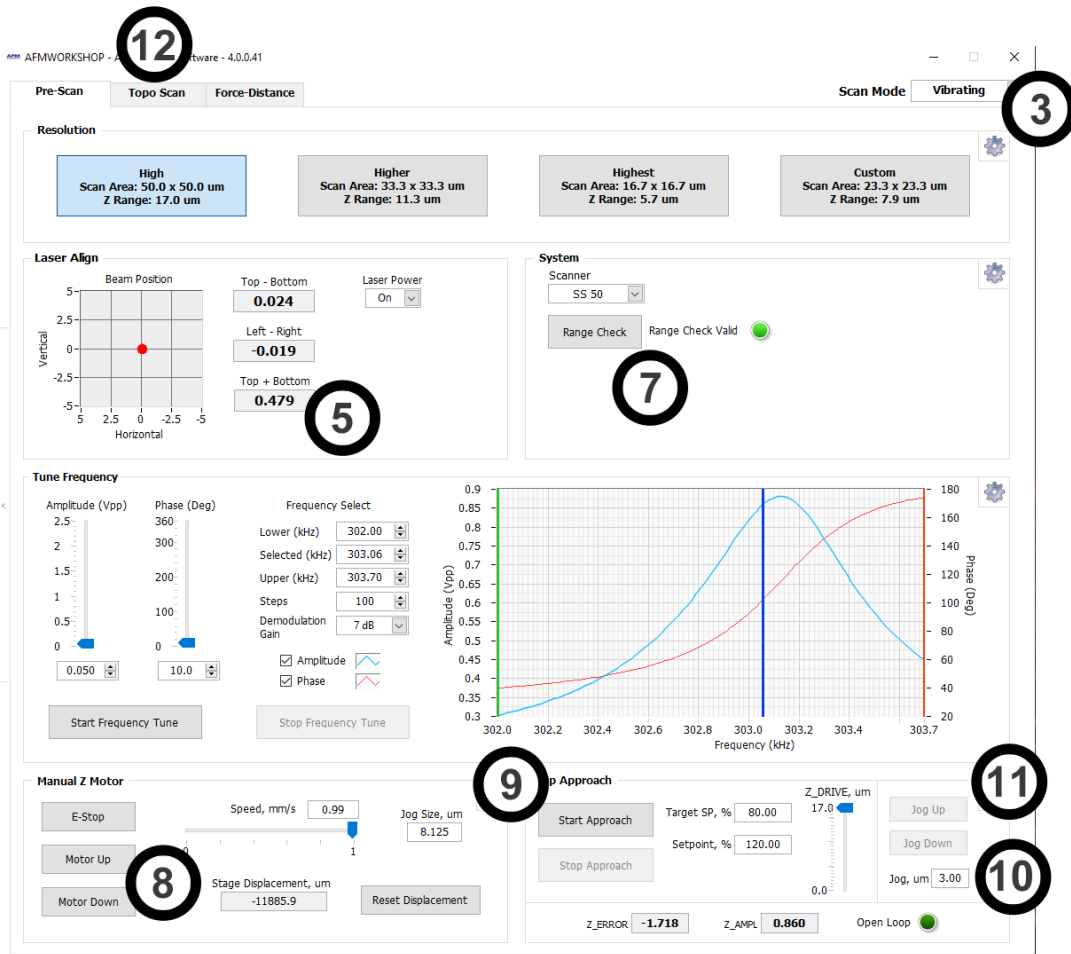 12
AFM AFMWORKSHOP - A tware - 4.0.0.41
Pre-Scan Topo Scan Force-Distance Scan Mode Vibrating
3
Resolution
High
Scan Area: 50.0 x 50.0 um
Z Range: 17.0 um
Higher
Scan Area: 33.3 x 33.3 um
Z Range: 11.3 um
Highest
Scan Area: 16.7 x 16.7 um
Z Range: 5.7 um
Custom
Scan Area: 23.3 x 23.3 um
Z Range: 7.9 um
Laser Align
Beam Position
5
2.5
0
-2.5
-5
Vertical
5 2.5 0 -2.5 -5
Horizontal
Top - Bottom
0.024
Left - Right
-0.019
Top + Bottom
0.479
5
Laser Power
On
System
Scanner
SS 50
Range Check Range Check Valid
7
Tune Frequency
Amplitude (Vpp)
2.5
2
1.5
1
0.5
0
0.050
Phase (Deg)
360
300
200
100
0
10.0
Frequency Select
Lower (kHz) 302.00
Selected (kHz) 303.06
Upper (kHz) 303.70
Steps 100
Demodulation
Gain
7 dB
Amplitude
Phase
Start Frequency Tune Stop Frequency Tune
Amplitude (Vpp)
0.9
0.85
0.8
0.75
0.7
0.65
0.6
0.55
0.5
0.45
0.4
0.35
0.3
302.0 302.2 302.4 302.6 302.8 303.0 303.2 303.4 303.7
Frequency (kHz)
180
160
140
120
100
80
60
40
20
Phase (Deg)
<
Manual Z Motor
E-Stop
Motor Up
Motor Down
8
Speed, mm/s 0.99
0 1
Stage Displacement, um
-11885.9
Jog Size, um
8.125
Reset Displacement
9
p Approach
Start Approach
Stop Approach
Target SP, % 80.00
Setpoint, % 120.00
Z_DRIVE, um
17.0
0.0
11
Jog Up
Jog Down
Jog, um 3.00
10
Z_ERROR -1.718 Z_AMPL 0.860 Open Loop